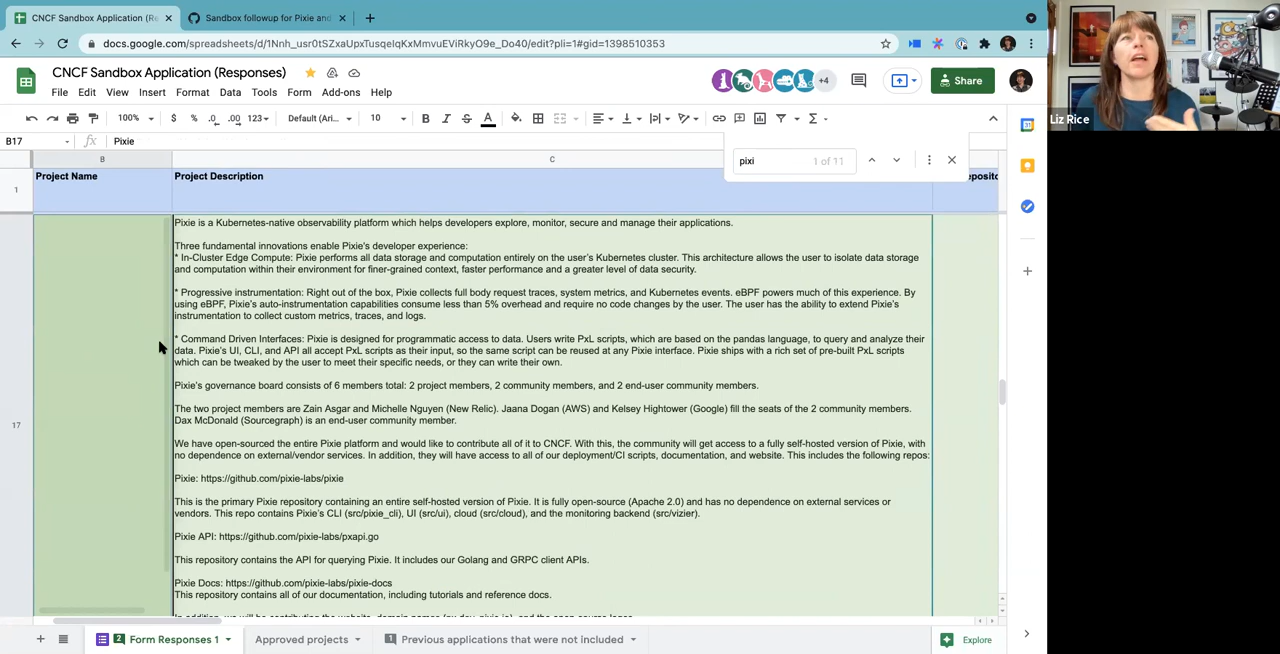 CNCF Sandbox Application (Re
Sandbox followup for Pixie and
docs.google.com/spreadsheets/d/1Nnh_usr0tSZxaUpxTusqelqKxMmvuEViRkyO9e_Do40/edit?pli=1#gid=1398510353
CNCF Sandbox Application (Responses)
File Edit View Insert Format Data Tools Form Add-ons Help
+4
Share
100% $ % .0 .00 123 Default (Ari... 10
B17 fx Pixie
pixi 1 of 11
B C
1 Project Name Project Description
17
Pixie is a Kubernetes-native observability platform which helps developers explore, monitor, secure and manage their applications.
Three fundamental innovations enable Pixie's developer experience:
* In-Cluster Edge Compute: Pixie performs all data storage and computation entirely on the user's Kubernetes cluster. This architecture allows the user to isolate data storage
and computation within their environment for finer-grained context, faster performance and a greater level of data security.
* Progressive instrumentation: Right out of the box, Pixie collects full body request traces, system metrics, and Kubernetes events. eBPF powers much of this experience. By
using eBPF, Pixie's auto-instrumentation capabilities consume less than 5% overhead and require no code changes by the user. The user has the ability to extend Pixie's
instrumentation to collect custom metrics, traces, and logs.
* Command Driven Interfaces: Pixie is designed for programmatic access to data. Users write PxL scripts, which are based on the pandas language, to query and analyze their
data. Pixie's UI, CLI, and API all accept PxL scripts as their input, so the same script can be reused at any Pixie interface. Pixie ships with a rich set of pre-built PxL scripts
which can be tweaked by the user to meet their specific needs, or they can write their own.
Pixie's governance board consists of 6 members total: 2 project members, 2 community members, and 2 end-user community members.
The two project members are Zain Asgar and Michelle Nguyen (New Relic). Jaana Dogan (AWS) and Kelsey Hightower (Google) fill the seats of the 2 community members.
Dax McDonald (Sourcegraph) is an end-user community member.
We have open-sourced the entire Pixie platform and would like to contribute all of it to CNCF. With this, the community will get access to a fully self-hosted version of Pixie, with
no dependence on external/vendor services. In addition, they will have access to all of our deployment/CI scripts, documentation, and website. This includes the following repos:
Pixie: https://github.com/pixie-labs/pixie
This is the primary Pixie repository containing an entire self-hosted version of Pixie. It is fully open-source (Apache 2.0) and has no dependence on external services or
vendors. This repo contains Pixie's CLI (src/pixie_cli), UI (src/ui), cloud (src/cloud), and the monitoring backend (src/vizier).
Pixie API: https://github.com/pixie-labs/pxapi.go
This repository contains the API for querying Pixie. It includes our Golang and GRPC client APIs.
Pixie Docs: https://github.com/pixie-labs/pixie-docs
This repository contains all of our documentation, including tutorials and reference docs.
2 Form Responses 1 Approved projects 1 Previous applications that were not included Explore
Liz Rice